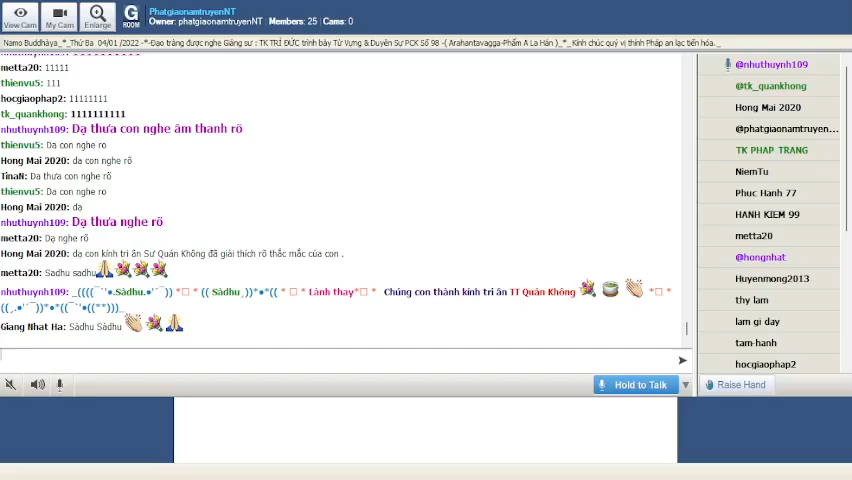 PhatgiaonamtruyenNT
Owner: phatgiaonamtruyenNT Members: 25 Cams: 0
View Cam
My Cam
Enlarge
G ROOM
Namo Buddhàya_*_Thứ Ba 04/01 /2022 -*-Đạo tràng được nghe Giảng sư : TK TRÍ ĐỨC trình bày Từ Vựng & Duyên Sự PCK Số 98 -( Arahantavagga-Phẩm A La Hán )_*_Kính chúc quý vị thính Pháp an lạc tiến hóa._
metta20: 11111
thienvu5: 111
hocgiaophap2: 11111111
tk_quankhong: 1111111111
nhuthuynh109: Dạ thưa con nghe âm thanh rõ
thienvu5: Da con nghe ro
Hong Mai 2020: dạ con nghe rõ
TinaN: Da thưa con nghe rõ
thienvu5: Da con nghe ro
Hong Mai 2020: dạ
nhuthuynh109: Dạ thưa nghe rõ
metta20: Dạ nghe rõ
Hong Mai 2020: dạ con kính tri ân Sư Quán Không đã giải thích rõ thắc mắc của con .
metta20: Sadhu sadhu
nhuthuynh109: _((((¯`'•.Sàdhu.•'´¯)) *□ * (( Sàdhu¸))*•*(( * □ * Lành thay*□ * Chúng con thành kính tri ân TT Quán Không *□ *
((¸.•'´¯))*•*((¯`'•((**)))_
Giang Nhat Ha: Sàdhu Sàdhu
Hold to Talk
@nhuthuynh109
@tk_quankhong
Hong Mai 2020
@phatgiaonamtruyen...
TK PHAP TRANG
NiemTu
Phuc Hanh 77
HANH KIEM 99
metta20
@hongnhat
Huyenmong2013
thy lam
lam gi day
tam-hanh
hocgiaophap2
Raise Hand